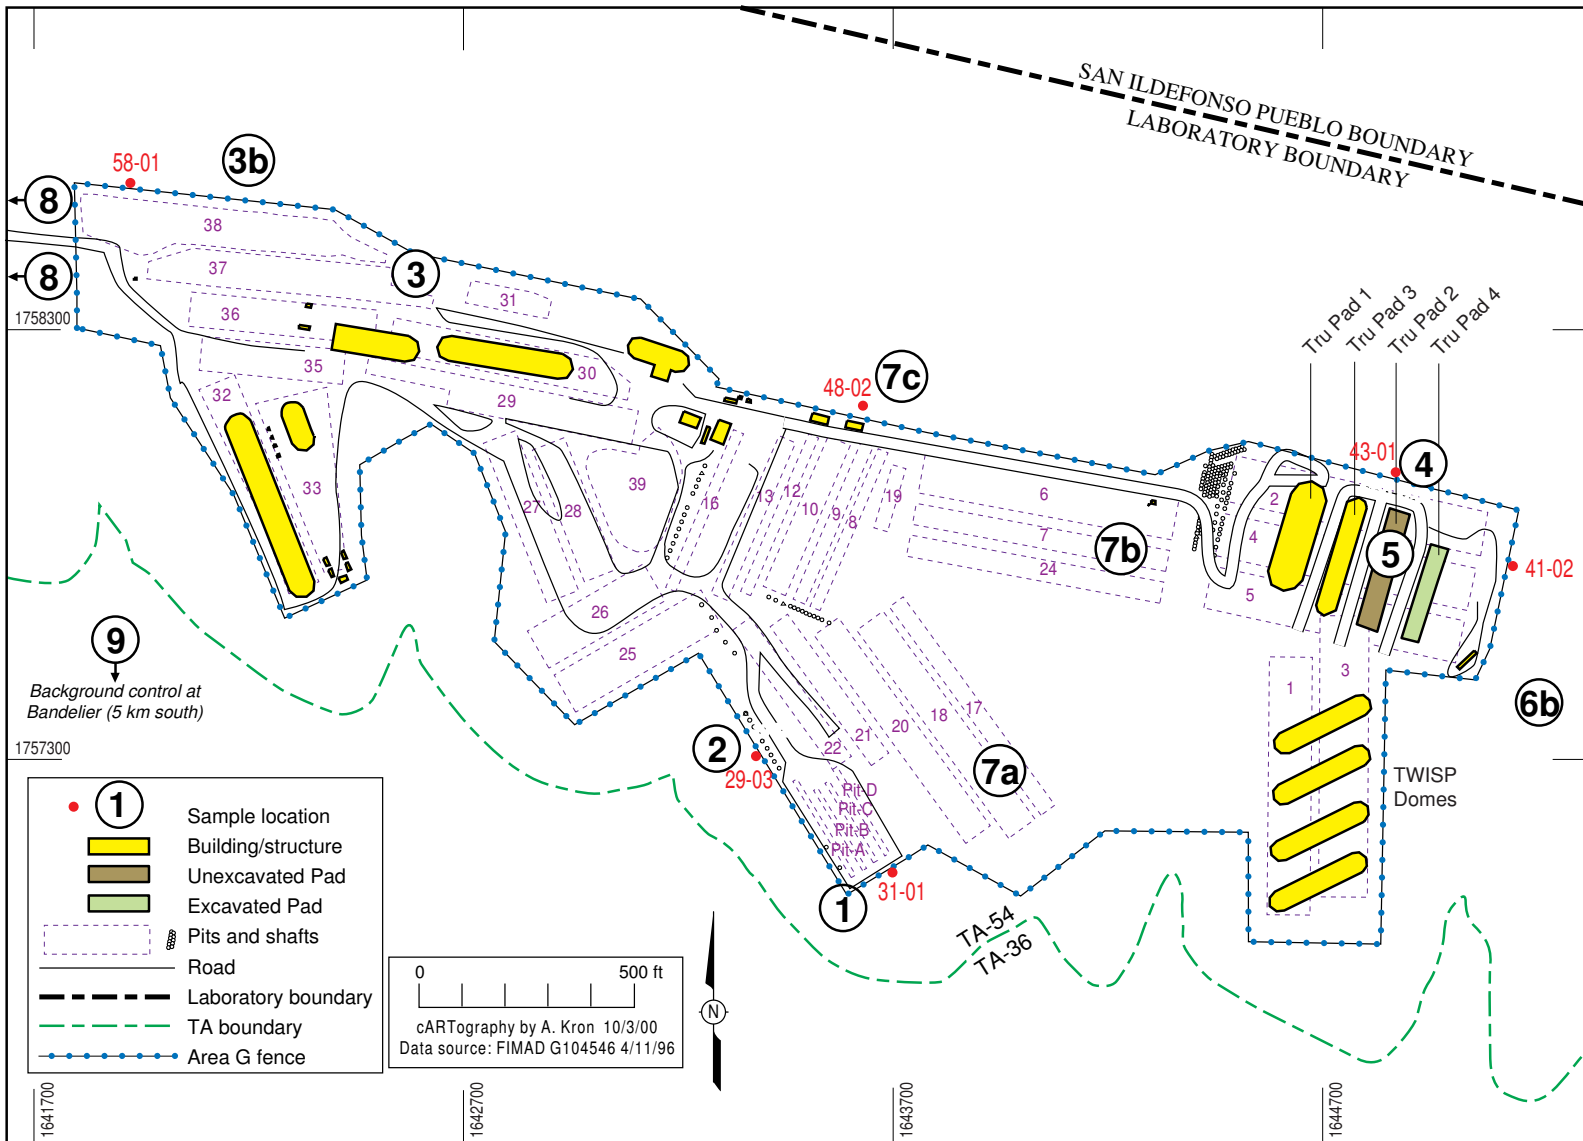 SAN ILDEFONSO PUEBLO BOUNDARY
LABORATORY BOUNDARY
58-01
3b
8
38
3
8
37
31
36
1758300
35
30
32
29
33
48-02
7c
Tru Pad 1
Tru Pad 3
Tru Pad 2
Tru Pad 4
43-01
4
27
28
39
16
13
12
10
9
8
19
6
7
24
7b
2
4
5
5
41-02
26
25
9
Background control at
Bandelier (5 km south)
1
3
6b
22
21
20
18
17
7a
1757300
2
29-03
TWISP
Domes
Pit-D
Pit-C
Pit-B
Pit-A
1
31-01
TA-54
TA-36
1
Sample location
Building/structure
Unexcavated Pad
Excavated Pad
Pits and shafts
Road
Laboratory boundary
TA boundary
Area G fence
0 500 ft
cARTography by A. Kron 10/3/00
Data source: FIMAD G104546 4/11/96
N
1641700
1642700
1643700
1644700